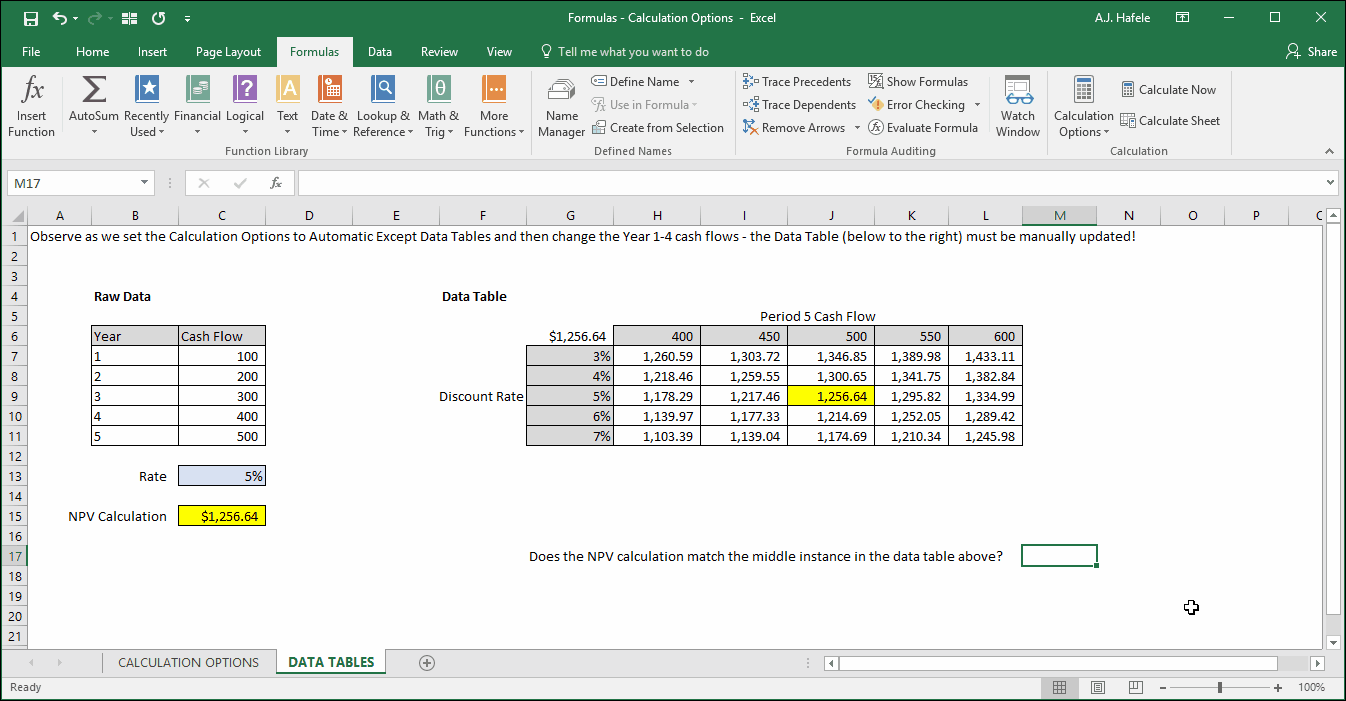 Formulas - Calculation Options - Excel
A.J. Hafele
File Home Insert Page Layout Formulas Data Review View Tell me what you want to do Share
fx Insert Function
Σ AutoSum
Recently Used
Financial
Logical
Text
Date & Time
Lookup & Reference
Math & Trig
More Functions
Function Library
Name Manager
Define Name
Use in Formula
Create from Selection
Defined Names
Trace Precedents
Trace Dependents
Remove Arrows
Show Formulas
Error Checking
Evaluate Formula
Formula Auditing
Watch Window
Calculation Options
Calculate Now
Calculate Sheet
Calculation
M17 fx
A B C D E F G H I J K L M N O P
1 Observe as we set the Calculation Options to Automatic Except Data Tables and then change the Year 1-4 cash flows - the Data Table (below to the right) must be manually updated!
2
3
4 Raw Data Data Table
5 Period 5 Cash Flow
6 Year Cash Flow $1,256.64 400 450 500 550 600
7 1 100 3% 1,260.59 1,303.72 1,346.85 1,389.98 1,433.11
8 2 200 4% 1,218.46 1,259.55 1,300.65 1,341.75 1,382.84
9 3 300 Discount Rate 5% 1,178.29 1,217.46 1,256.64 1,295.82 1,334.99
10 4 400 6% 1,139.97 1,177.33 1,214.69 1,252.05 1,289.42
11 5 500 7% 1,103.39 1,139.04 1,174.69 1,210.34 1,245.98
12
13 Rate 5%
14
15 NPV Calculation $1,256.64
16
17 Does the NPV calculation match the middle instance in the data table above?
18
19
20
21
CALCULATION OPTIONS DATA TABLES
Ready 100%